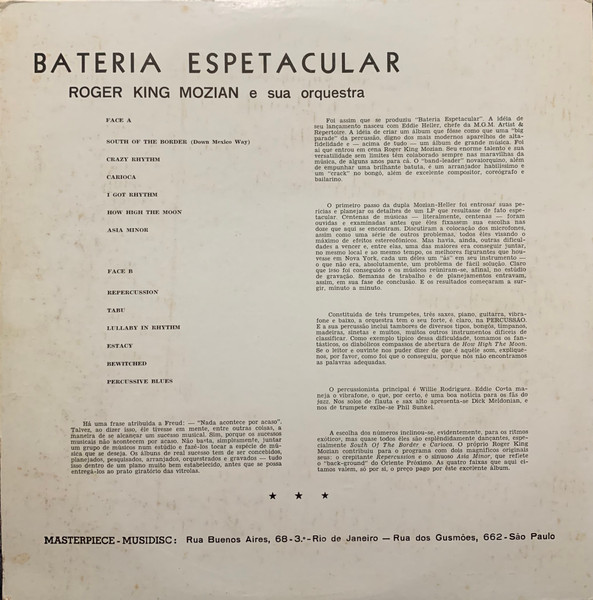 BATERIA ESPETACULAR
ROGER KING MOZIAN e sua orquestra
FACE A
SOUTH OF THE BORDER (Down Mexico Way)
CRAZY RHYTHM
CARIOCA
I GOT RHYTHM
HOW HIGH THE MOON
ASIA MINOR
FACE B
REPERCUSSION
TABU
LULLABY IN RHYTHM
ESTACY
BEWITCHED
PERCUSSIVE BLUES
Há uma frase atribuída a Freud: — "Nada acontece por acaso".
Talvez, ao dizer isso, êle tivesse em mente, entre outras coisas, a
maneira de se alcançar um sucesso musical. Sim, porque os sucessos
musicais não acontecem por acaso. Não basta, simplesmente, juntar
um grupo de músicos num estúdio e fazê-los tocar a espécie de mú-
sica que se deseja. Os álbuns de real sucesso tem de ser concebidos,
planejados, pesquisados, arranjados, orquestrados e gravados — tudo
isso dentro de um plano muito bem estabelecido, antes que se possa
entregá-los ao prato giratório das vitrolas.
Foi assim que se produziu "Bateria Espetacular". A idéia de
seu lançamento nasceu com Eddie Heller, chefe da M.G.M. Artist &
Repertoire. A idéia de criar um álbum que fôsse como que uma "big
parade" da percussão, digno dos mais modernos aparelhos de alta-
fidelidade e — acima de tudo — um álbum de grande música. Foi
aí que entrou em cena Roger King Mozian. Seu enorme talento e sua
versatilidade sem limites têm colaborado sempre nas maravilhas da
música, de alguns anos para cá. O "band-leader" novaiorquino, além
de empunhar uma brilhante batuta, é um arranjador habilíssimo e
um "crack" no bongô, além de excelente compositor, coreógrafo e
bailarino.
O primeiro passo da dupla Mozian-Heller foi entrosar suas pe-
rícias e planejar os detalhes de um LP que resultasse de fato espe-
tacular. Centenas de músicas — literalmente, centenas — foram
ouvidas e examinadas antes que êles fixassem sua escolha nas
doze que aqui se encontram. Discutiram a colocação dos microfones,
assim como uma série de outros problemas, todos êles visando o
máximo de efeitos estereofônicos. Mas havia, ainda, outras dificul-
dades a vencer e, entre elas, uma das maiores era conseguir juntar,
no mesmo local e ao mesmo tempo, os melhores figurantes que hou-
vesse em Nova York, cada um dêles um "ás" em seu instrumento —
o que não era, absolutamente, um problema de fácil solução. Claro
que isso foi conseguido e os músicos reuniram-se, afinal, no estúdio
de gravação. Semanas de trabalho e de planejamentos entravam,
assim, em sua fase de conclusão. E os resultados começaram a sur-
gir, minuto a minuto.
Constituída de três trumpetes, três saxes, piano, guitarra, vibra-
fone e baixo, a orquestra tem o seu forte, é claro, na PERCUSSÃO.
E a sua percussão inclui tambores de diversos tipos, bongôs, tímpanos,
madeiras, sinetas e muitos, muitos outros instrumentos difíceis de
classificar. Como exemplo típico dessa dificuldade, tomamos os fan-
tásticos, os diabólicos compassos de abertura de How High The Moon.
Se o leitor e ouvinte nos puder dizer de que é aquêle som, explique-
nos, por favor, como foi que o conseguiu, porque nós não encontramos
as palavras adequadas.
O percussionista principal é Willie Rodriguez. Eddie Costa ma-
neja o vibrafone, o que, por certo, é uma boa notícia para os fãs do
jazz. Nos solos de flauta e sax alto apresenta-se Dick Meldonian, e
nos de trumpete exibe-se Phil Sunkel.
A escolha dos números inclinou-se, evidentemente, para os ritmos
exóticos, mas quase todos êles são esplêndidamente dançantes, espe-
cialmente South Of The Border e Carioca. O próprio Roger King
Mozian contribuiu para o programa com dois magníficos originais
seus: o crepitante Repercussion e o sinuoso Asia Minor, que reflete
o "back-ground" do Oriente Próximo. As quatro faixas que aqui ci-
tamos valem, só por si, o preço pago por êste excelente álbum.
★ ★ ★
MASTERPIECE-MUSIDISC: Rua Buenos Aires, 68-3.º-Rio de Janeiro — Rua dos Gusmões, 662-São Paulo